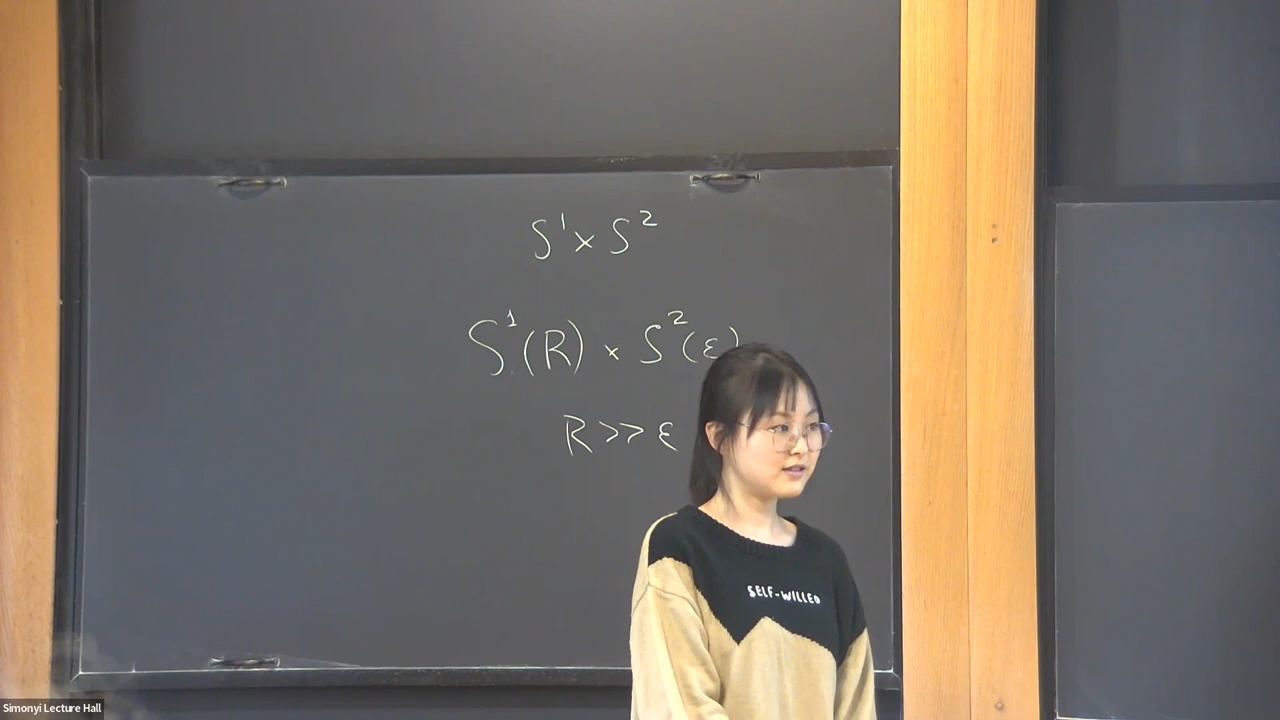 S¹ × S²
S¹(R) × S²(ε)
R >> ε
SELF-WILLED
Simonyi Lecture Hall